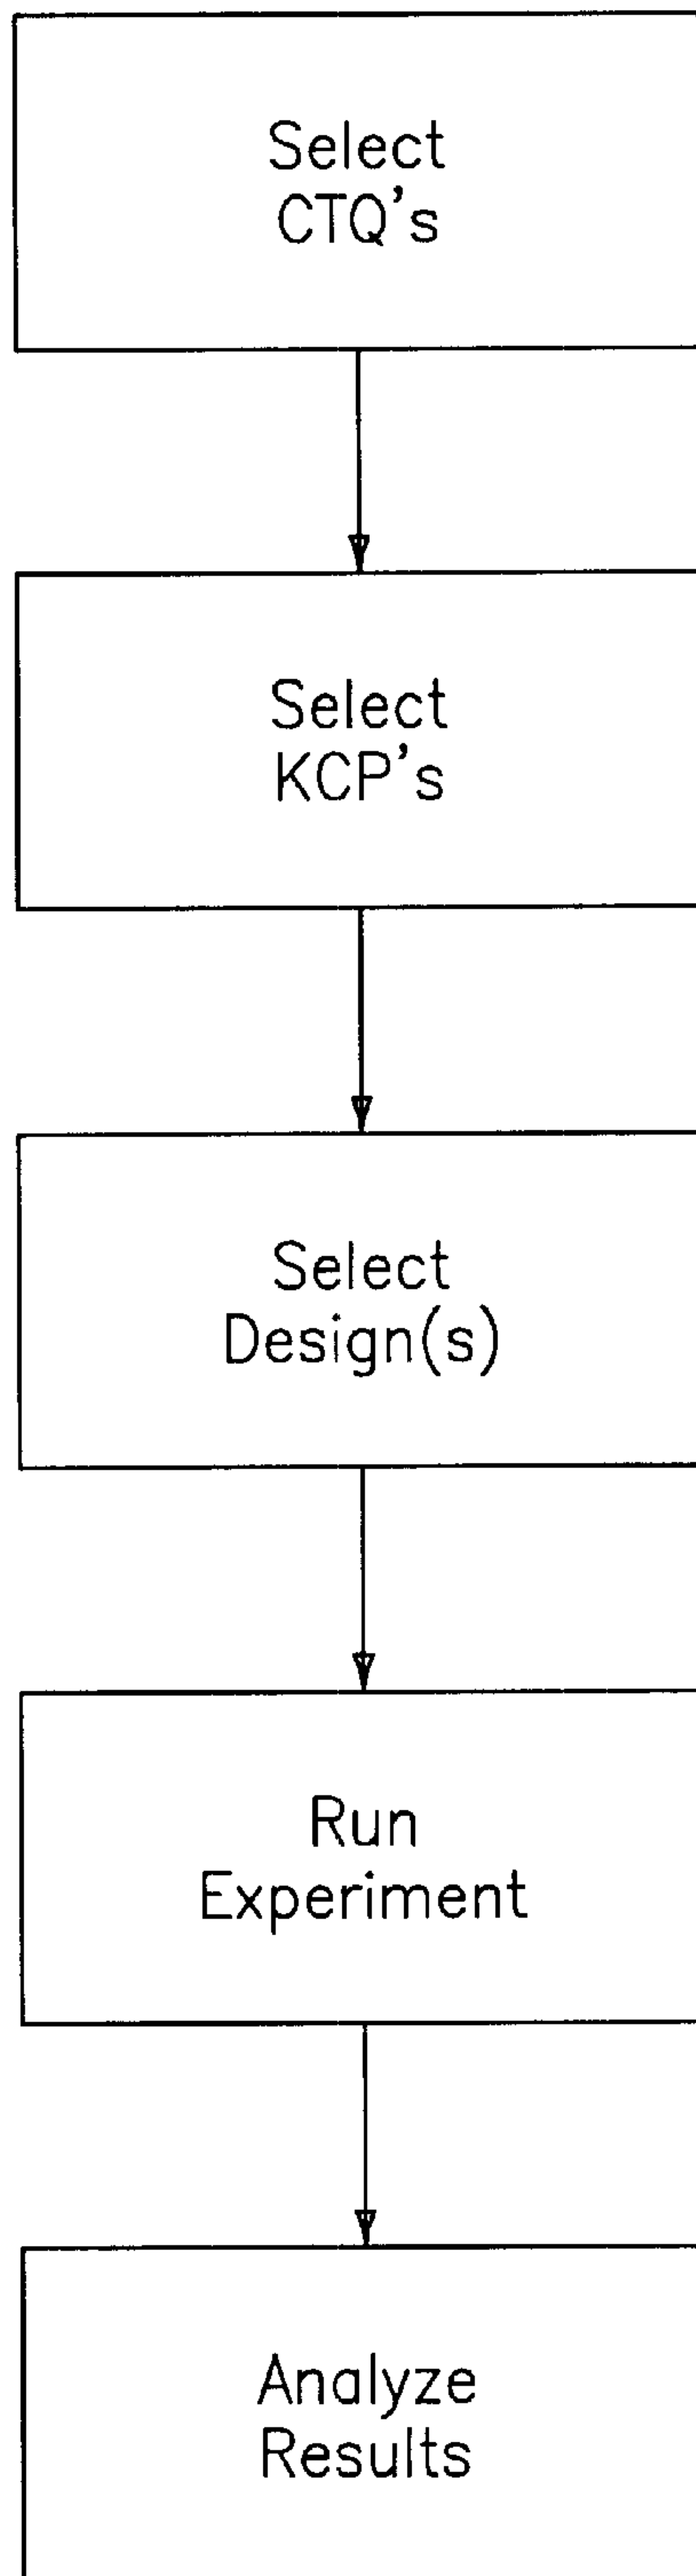 Select
CTQ's
Select
KCP's
Select
Design(s)
Run
Experiment
Analyze
Results